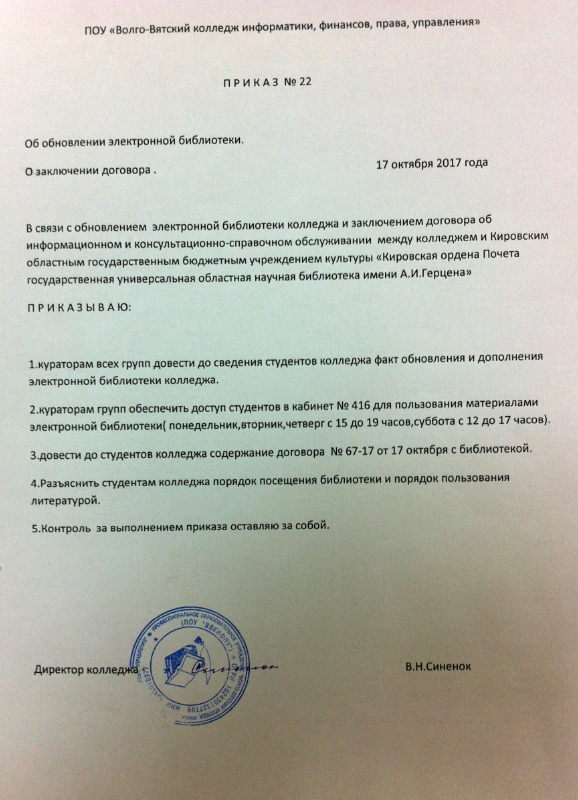 ПОУ «Волго-Вятский колледж информатики, финансов, права, управления»
П Р И К А З № 22
Об обновлении электронной библиотеки.
О заключении договора .
17 октября 2017 года
В связи с обновлением электронной библиотеки колледжа и заключением договора об
информационном и консультационно-справочном обслуживании между колледжем и Кировским
областным государственным бюджетным учреждением культуры «Кировская ордена Почета
государственная универсальная областная научная библиотека имени А.И.Герцена»
П Р И К А З Ы В А Ю:
1.кураторам всех групп довести до сведения студентов колледжа факт обновления и дополнения
электронной библиотеки колледжа.
2.кураторам групп обеспечить доступ студентов в кабинет № 416 для пользования материалами
электронной библиотеки( понедельник,вторник,четверг с 15 до 19 часов,суббота с 12 до 17 часов).
3.довести до студентов колледжа содержание договора № 67-17 от 17 октября с библиотекой.
4.Разъяснить студентам колледжа порядок посещения библиотеки и порядок пользования
литературой.
5.Контроль за выполнением приказа оставляю за собой.
Директор колледжа
В.Н.Синенок
ПРОФЕССИОНАЛЬНОЕ ОБРАЗОВАТЕЛЬНОЕ
(ПОУ "ВВКИФПУ")